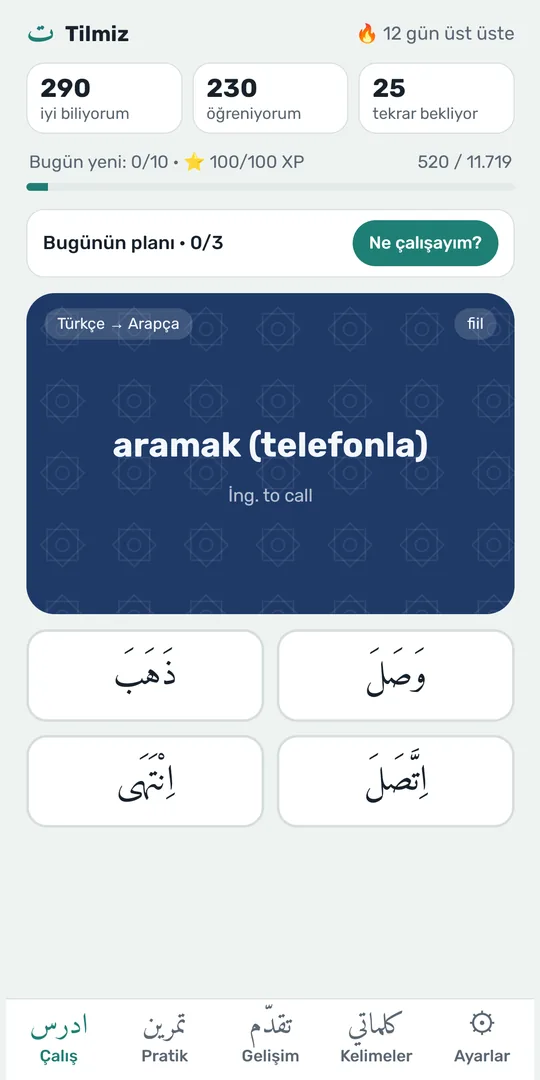 ت Tilmiz
🔥 12 gün üst üste
290
iyi biliyorum
230
öğreniyorum
25
tekrar bekliyor
Bugün yeni: 0/10 • ⭐ 100/100 XP
520 / 11.719
Bugünün planı • 0/3
Ne çalışayım?
Türkçe → Arapça
fiil
aramak (telefonla)
İng. to call
ذَهَبَ
وَصَلَ
اِنْتَهَى
اِتَّصَلَ
ادرس
Çalış
تمرين
Pratik
تقدّم
Gelişim
كلماتي
Kelimeler
Ayarlar